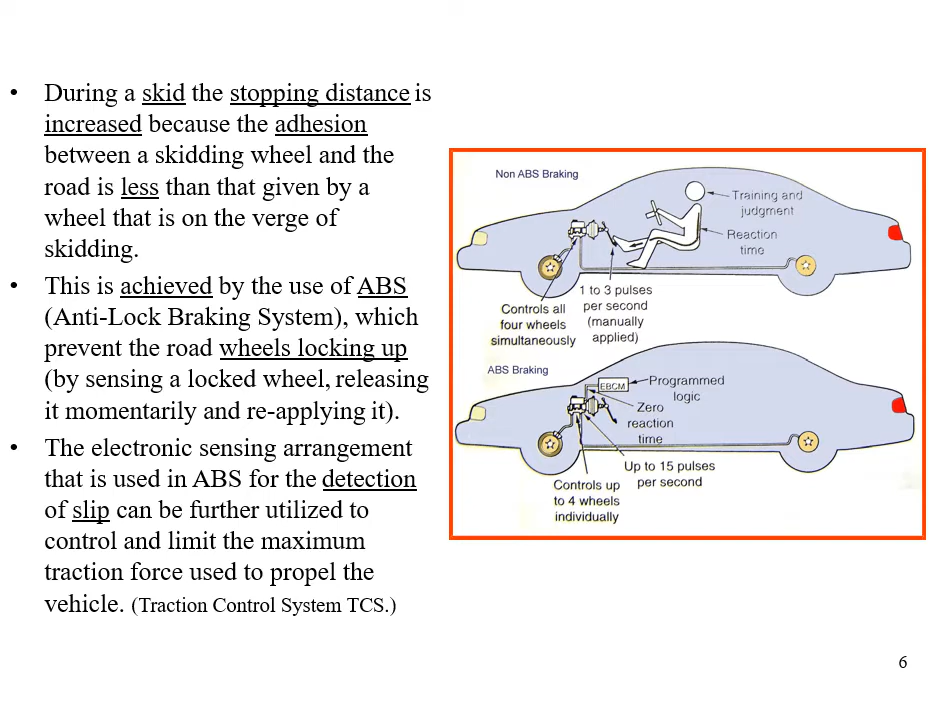 • During a skid the stopping distance is
increased because the adhesion
between a skidding wheel and the
road is less than that given by a
wheel that is on the verge of
skidding.
• This is achieved by the use of ABS
(Anti-Lock Braking System), which
prevent the road wheels locking up
(by sensing a locked wheel, releasing
it momentarily and re-applying it).
• The electronic sensing arrangement
that is used in ABS for the detection
of slip can be further utilized to
control and limit the maximum
traction force used to propel the
vehicle. (Traction Control System TCS.)
Non ABS Braking
Training and
judgment
Reaction
time
1 to 3 pulses
per second
(manually
applied)
Controls all
four wheels
simultaneously
ABS Braking
EBCM
Programmed
logic
Zero
reaction
time
Up to 15 pulses
per second
Controls up
to 4 wheels
individually
6